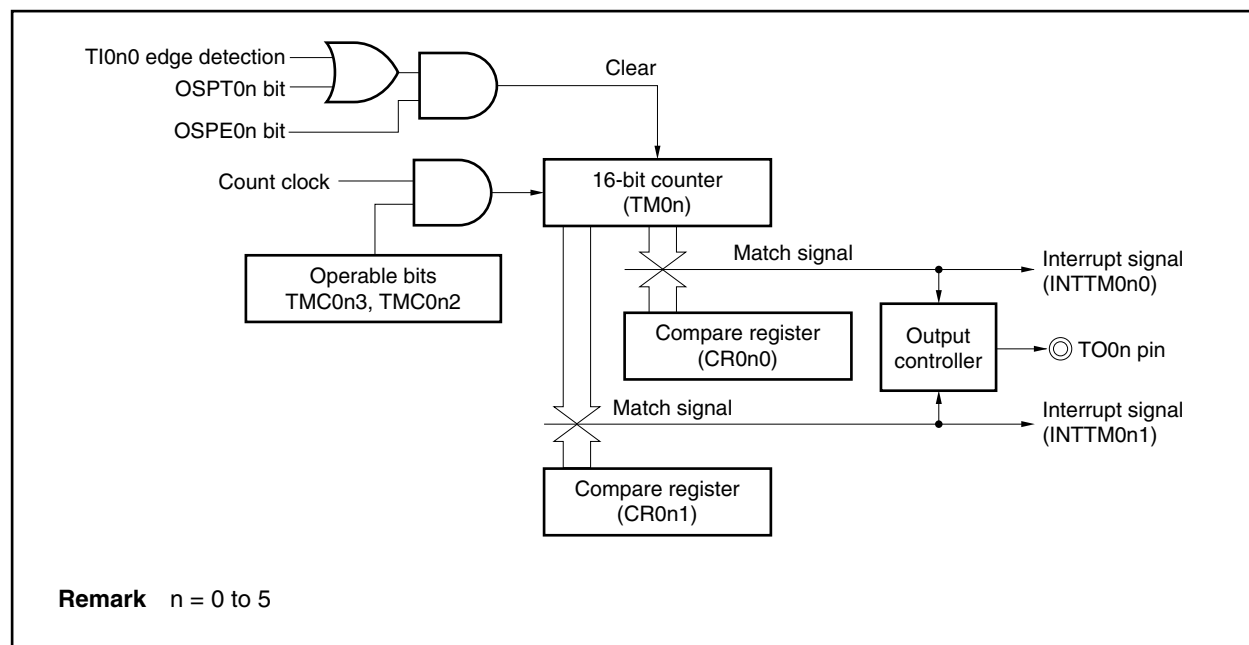 TI0n0 edge detection
OSPT0n bit
OSPE0n bit
Clear
Count clock
16-bit counter
(TM0n)
Operable bits
TMC0n3, TMC0n2
Match signal
Interrupt signal
(INTTM0n0)
Compare register
(CR0n0)
Output
controller
TO0n pin
Match signal
Interrupt signal
(INTTM0n1)
Compare register
(CR0n1)
Remark n = 0 to 5